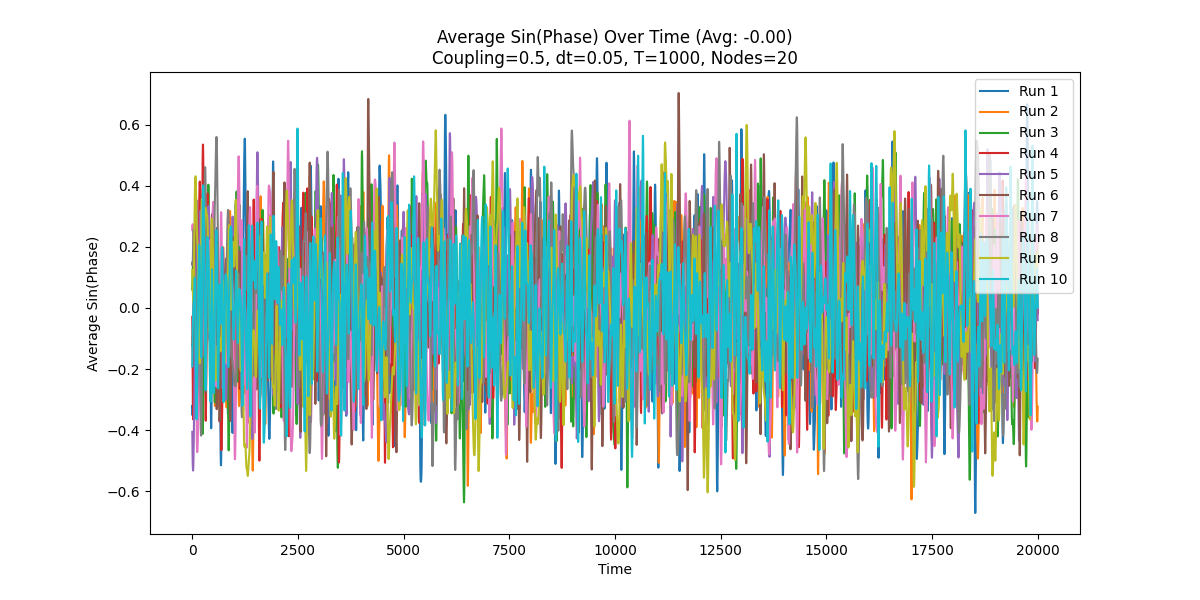 Average Sin(Phase) Over Time (Avg: -0.00)
Coupling=0.5, dt=0.05, T=1000, Nodes=20
Average Sin(Phase)
0.6
0.4
0.2
0.0
−0.2
−0.4
−0.6
Run 1
Run 2
Run 3
Run 4
Run 5
Run 6
Run 7
Run 8
Run 9
Run 10
0
2500
5000
7500
10000
12500
15000
17500
20000
Time